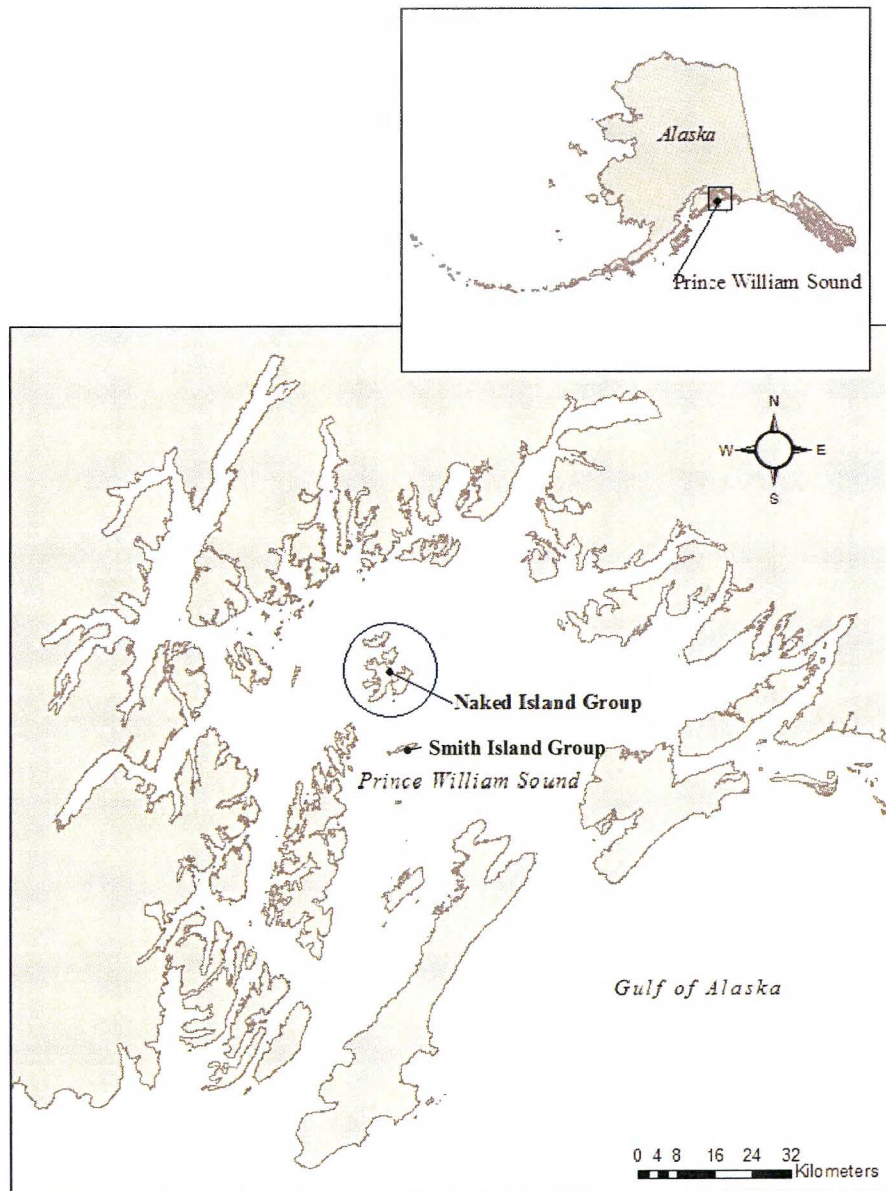 Alaska
Prince William Sound
N
W E
S
Naked Island Group
Smith Island Group
Prince William Sound
Gulf of Alaska
0 4 8 16 24 32
Kilometers